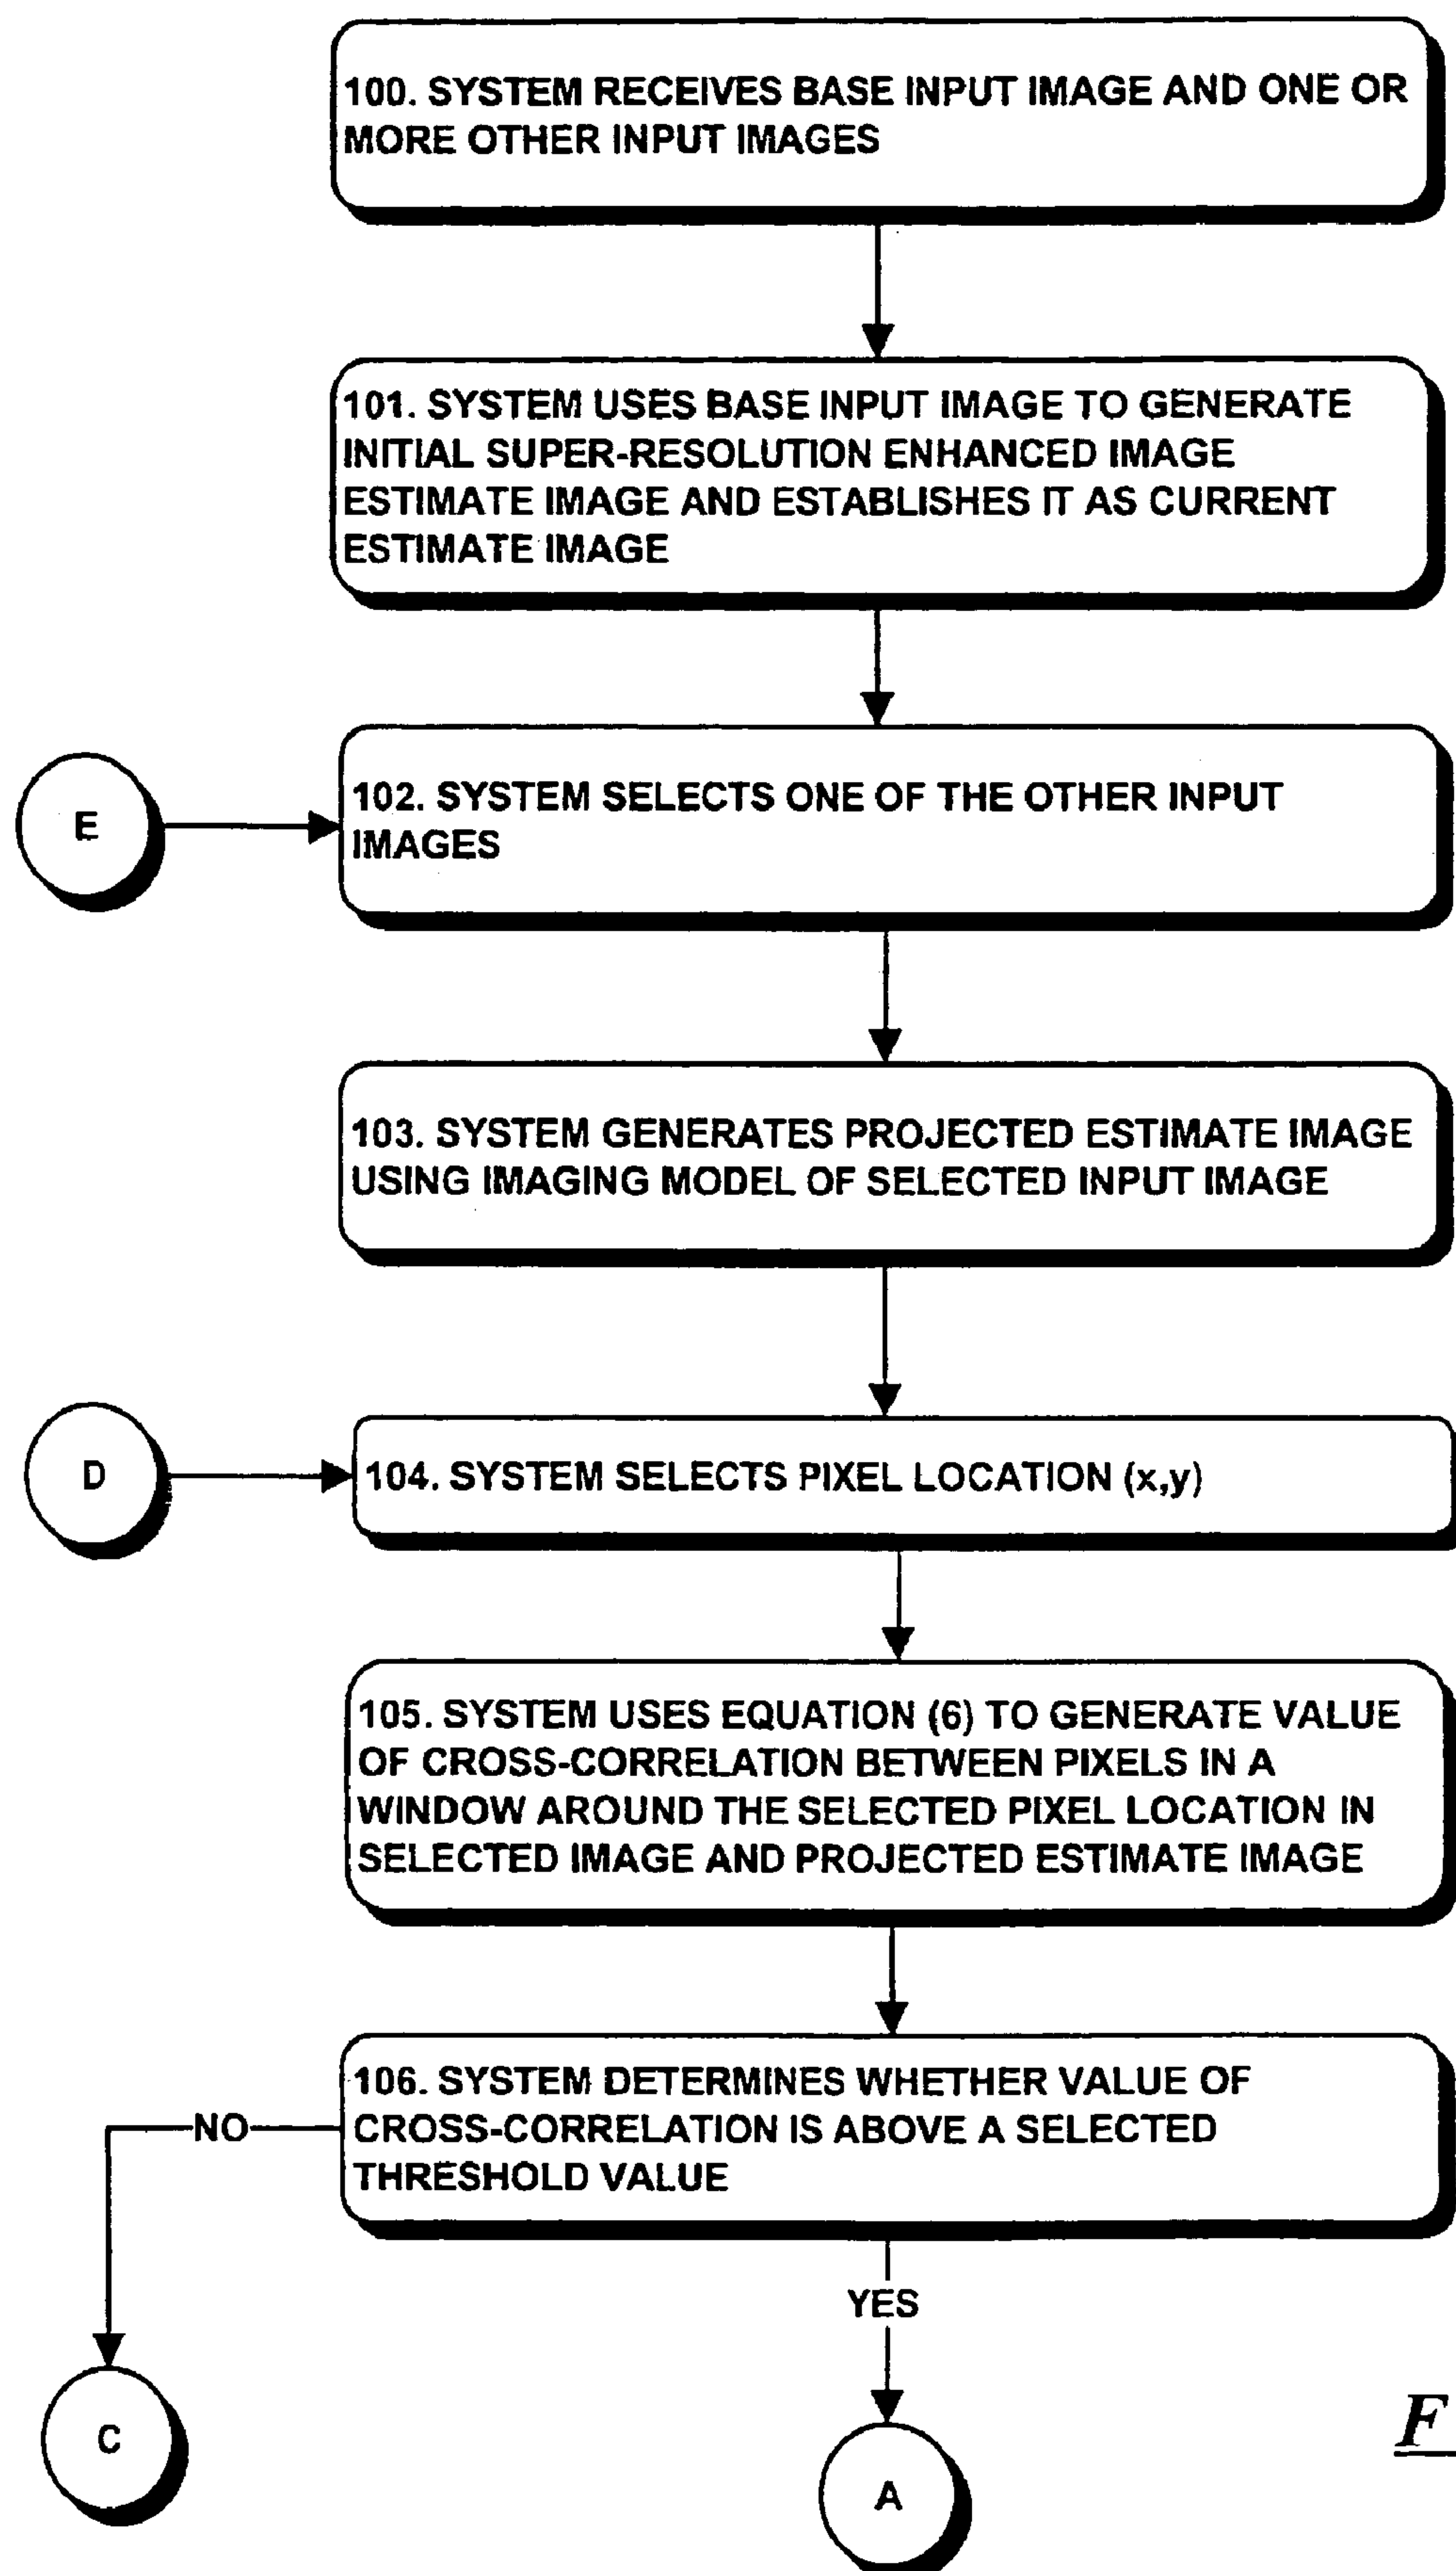 100. SYSTEM RECEIVES BASE INPUT IMAGE AND ONE OR
MORE OTHER INPUT IMAGES
101. SYSTEM USES BASE INPUT IMAGE TO GENERATE
INITIAL SUPER-RESOLUTION ENHANCED IMAGE
ESTIMATE IMAGE AND ESTABLISHES IT AS CURRENT
ESTIMATE IMAGE
E
102. SYSTEM SELECTS ONE OF THE OTHER INPUT
IMAGES
103. SYSTEM GENERATES PROJECTED ESTIMATE IMAGE
USING IMAGING MODEL OF SELECTED INPUT IMAGE
D
104. SYSTEM SELECTS PIXEL LOCATION (x,y)
105. SYSTEM USES EQUATION (6) TO GENERATE VALUE
OF CROSS-CORRELATION BETWEEN PIXELS IN A
WINDOW AROUND THE SELECTED PIXEL LOCATION IN
SELECTED IMAGE AND PROJECTED ESTIMATE IMAGE
106. SYSTEM DETERMINES WHETHER VALUE OF
CROSS-CORRELATION IS ABOVE A SELECTED
THRESHOLD VALUE
NO
YES
C
A
F